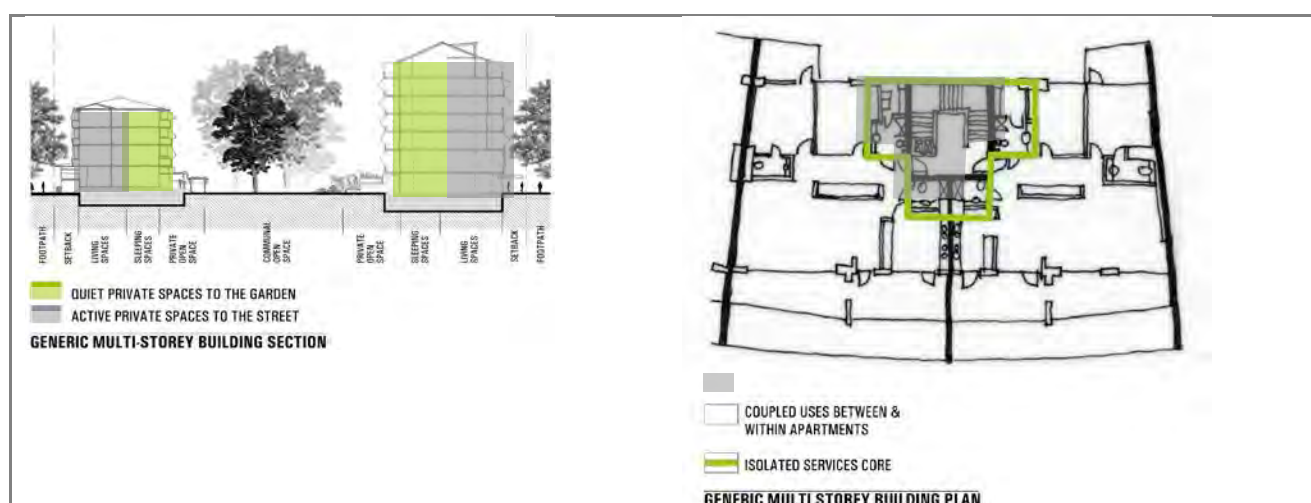 FOOTPATH
SETBACK
LIVING
SPACES
SLEEPING
SPACES
PRIVATE
OPEN
SPACE
COMMUNAL
OPEN
SPACE
PRIVATE
OPEN
SPACE
SLEEPING
SPACES
LIVING
SPACES
SETBACK
FOOTPATH
QUIET PRIVATE SPACES TO THE GARDEN
ACTIVE PRIVATE SPACES TO THE STREET
GENERIC MULTI-STOREY BUILDING SECTION
COUPLED USES BETWEEN &
WITHIN APARTMENTS
ISOLATED SERVICES CORE
GENERIC MULTI STOREY BUILDING PLAN